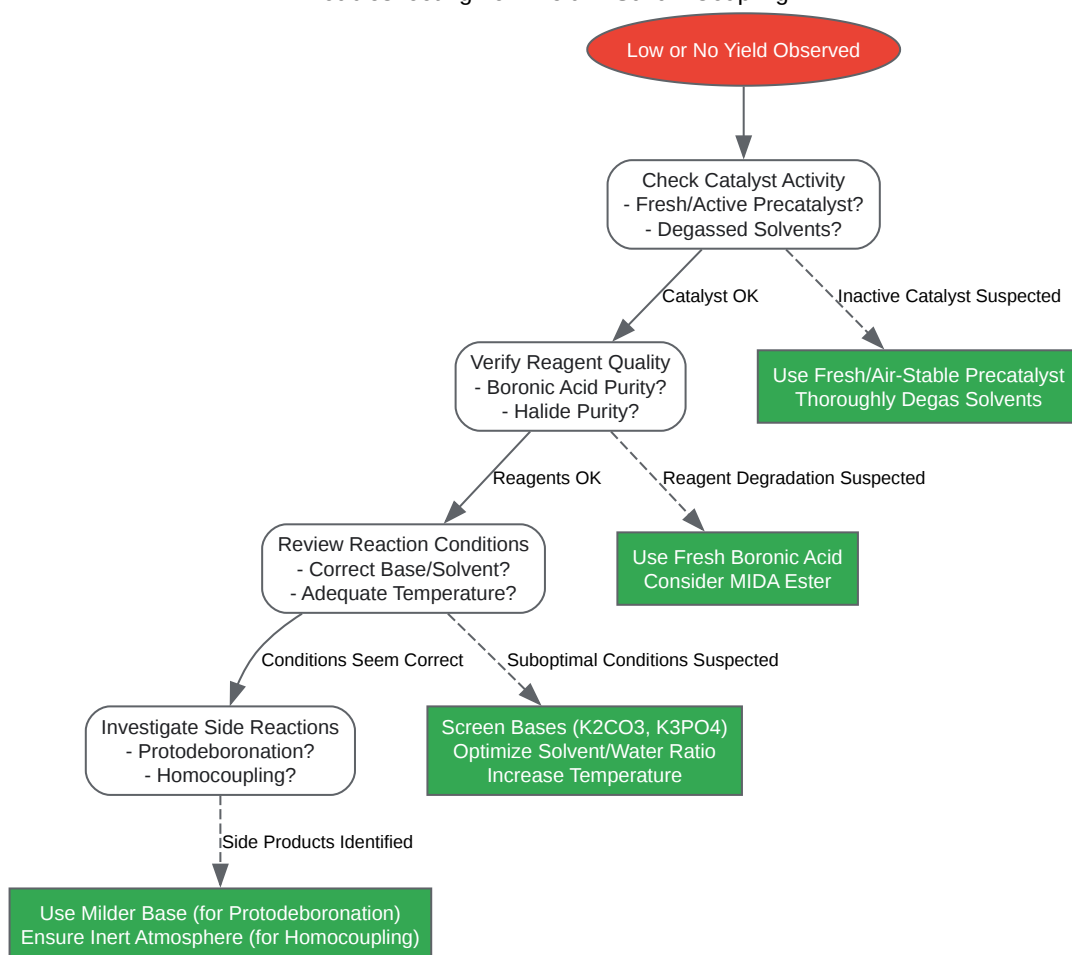 Low or No Yield Observed
Check Catalyst Activity
- Fresh/Active Precatalyst?
- Degassed Solvents?
Catalyst OK
Inactive Catalyst Suspected
Verify Reagent Quality
- Boronic Acid Purity?
- Halide Purity?
Use Fresh/Air-Stable Precatalyst
Thoroughly Degas Solvents
Reagents OK
Reagent Degradation Suspected
Review Reaction Conditions
- Correct Base/Solvent?
- Adequate Temperature?
Use Fresh Boronic Acid
Consider MIDA Ester
Conditions Seem Correct
Suboptimal Conditions Suspected
Investigate Side Reactions
- Protodeboronation?
- Homocoupling?
Screen Bases (K2CO3, K3PO4)
Optimize Solvent/Water Ratio
Increase Temperature
Side Products Identified
Use Milder Base (for Protodeboronation)
Ensure Inert Atmosphere (for Homocoupling)